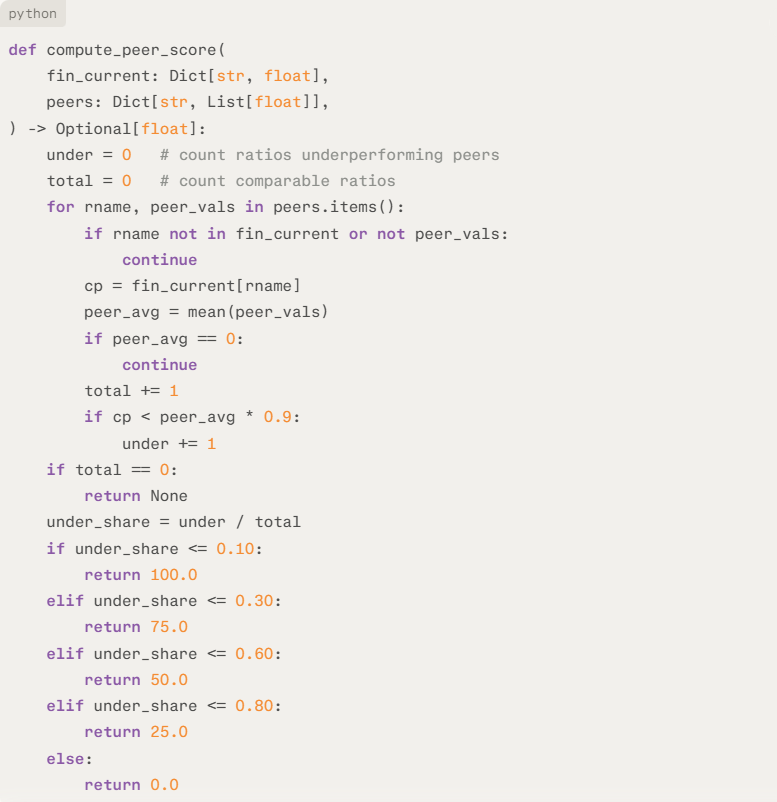 python
def compute_peer_score(
    fin_current: Dict[str, float],
    peers: Dict[str, List[float]],
) -> Optional[float]:
    under = 0   # count ratios underperforming peers
    total = 0   # count comparable ratios
    for rname, peer_vals in peers.items():
        if rname not in fin_current or not peer_vals:
            continue
        cp = fin_current[rname]
        peer_avg = mean(peer_vals)
        if peer_avg == 0:
            continue
        total += 1
        if cp < peer_avg * 0.9:
            under += 1
    if total == 0:
        return None
    under_share = under / total
    if under_share <= 0.10:
        return 100.0
    elif under_share <= 0.30:
        return 75.0
    elif under_share <= 0.60:
        return 50.0
    elif under_share <= 0.80:
        return 25.0
    else:
        return 0.0